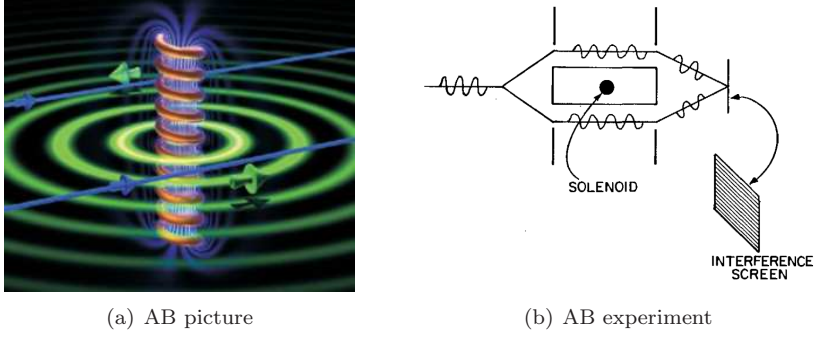 SOLENOID
INTERFERENCE
SCREEN
(a) AB picture
(b) AB experiment